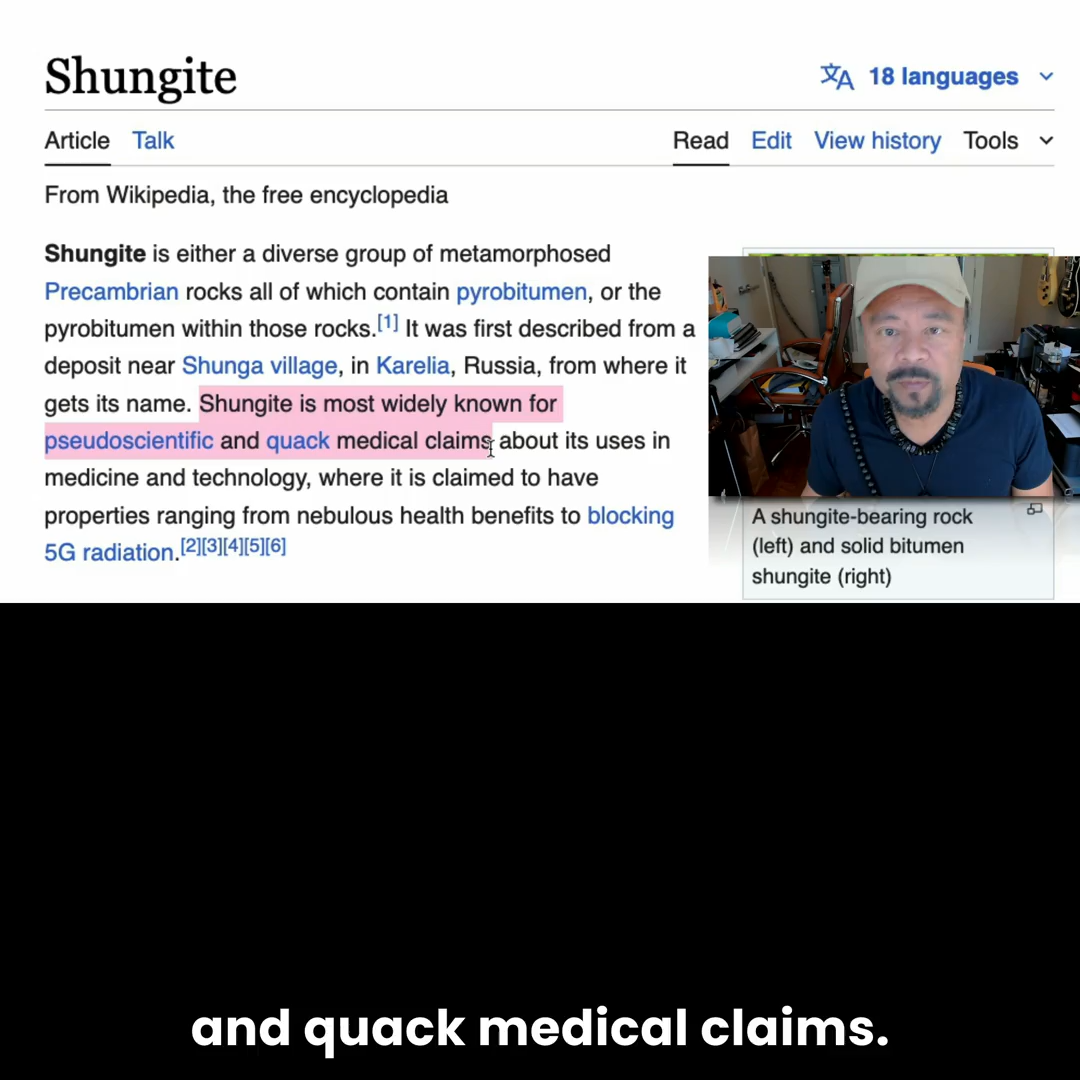 Shungite
18 languages
Article Talk Read Edit View history Tools
From Wikipedia, the free encyclopedia
Shungite is either a diverse group of metamorphosed
Precambrian rocks all of which contain pyrobitumen, or the
pyrobitumen within those rocks.[1] It was first described from a
deposit near Shunga village, in Karelia, Russia, from where it
gets its name. Shungite is most widely known for
pseudoscientific and quack medical claims about its uses in
medicine and technology, where it is claimed to have
properties ranging from nebulous health benefits to blocking
5G radiation.[2][3][4][5][6]
A shungite-bearing rock
(left) and solid bitumen
shungite (right)
and quack medical claims.